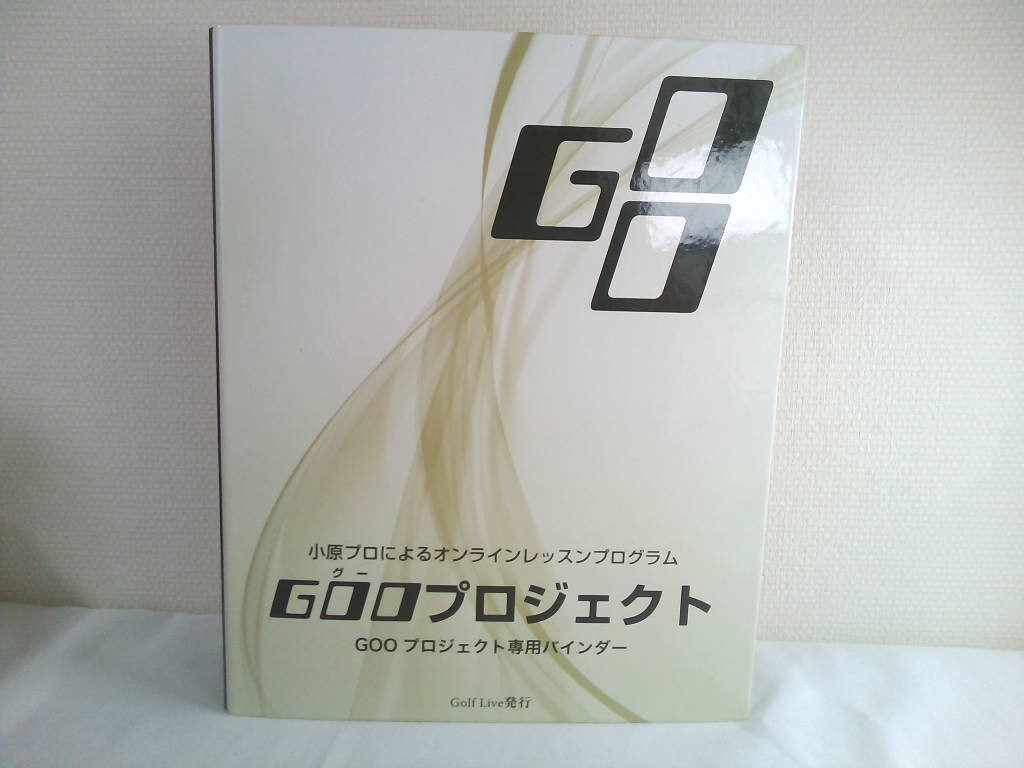 GOO
小原プロによるオンラインレッスンプログラム
グー
GOOプロジェクト
GOO プロジェクト専用バインダー
Golf Live発行